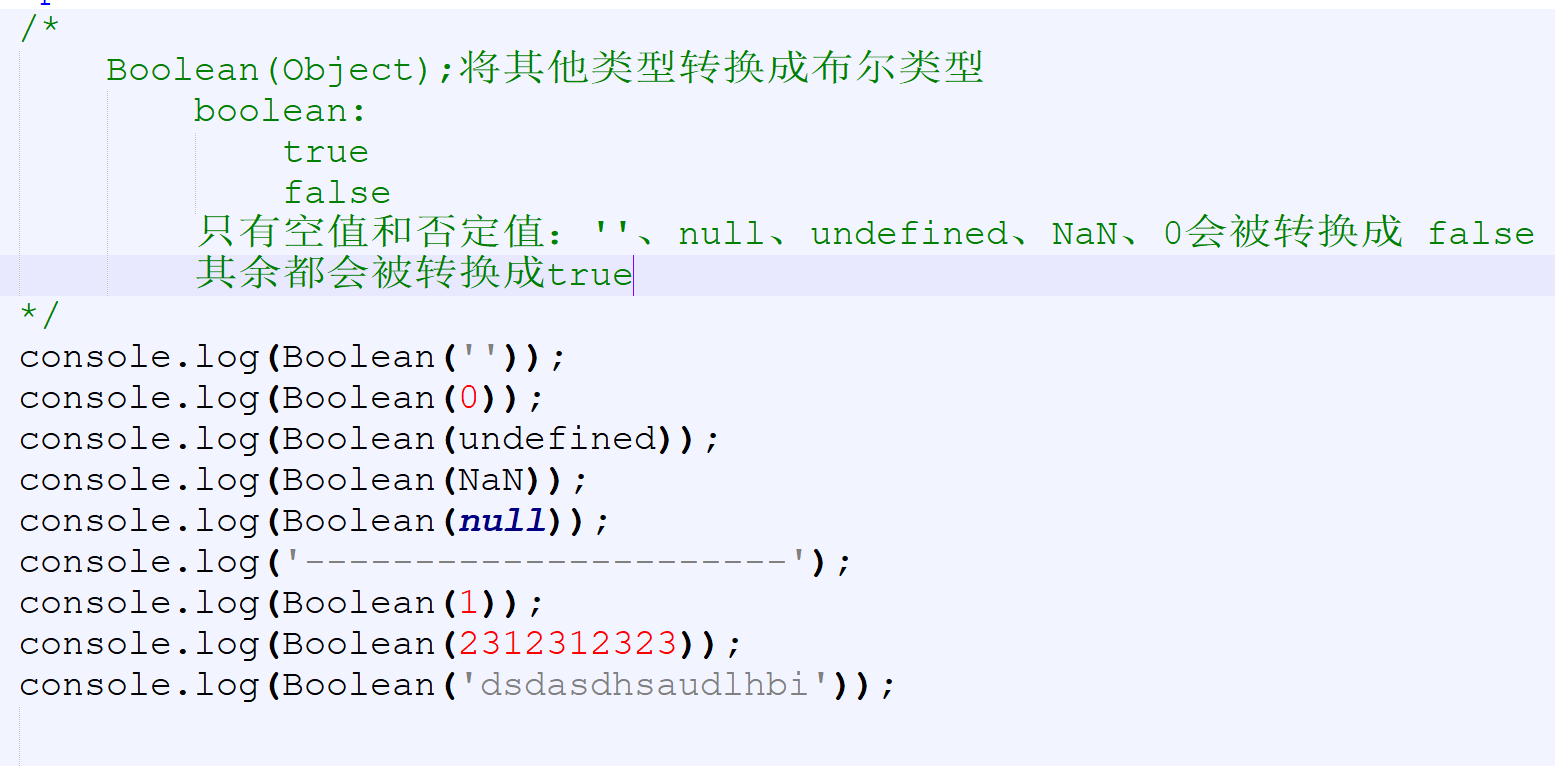 /*
Boolean(Object);将其他类型转换成布尔类型
boolean:
true
false
只有空值和否定值：''、null、undefined、NaN、0会被转换成 false
其余都会被转换成true
*/
console.log(Boolean(''));
console.log(Boolean(0));
console.log(Boolean(undefined));
console.log(Boolean(NaN));
console.log(Boolean(null));
console.log('----------------------');
console.log(Boolean(1));
console.log(Boolean(2312312323));
console.log(Boolean('dsdasdhsaudlhbi'));